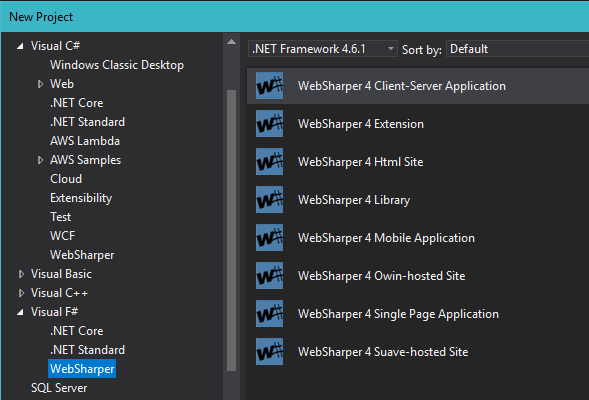 New Project
Visual C#
Windows Classic Desktop
Web
.NET Core
.NET Standard
AWS Lambda
AWS Samples
Cloud
Extensibility
Test
WCF
WebSharper
Visual Basic
Visual C++
Visual F#
.NET Core
.NET Standard
WebSharper
SQL Server
.NET Framework 4.6.1 Sort by: Default
WebSharper 4 Client-Server Application
WebSharper 4 Extension
WebSharper 4 Html Site
WebSharper 4 Library
WebSharper 4 Mobile Application
WebSharper 4 Owin-hosted Site
WebSharper 4 Single Page Application
WebSharper 4 Suave-hosted Site